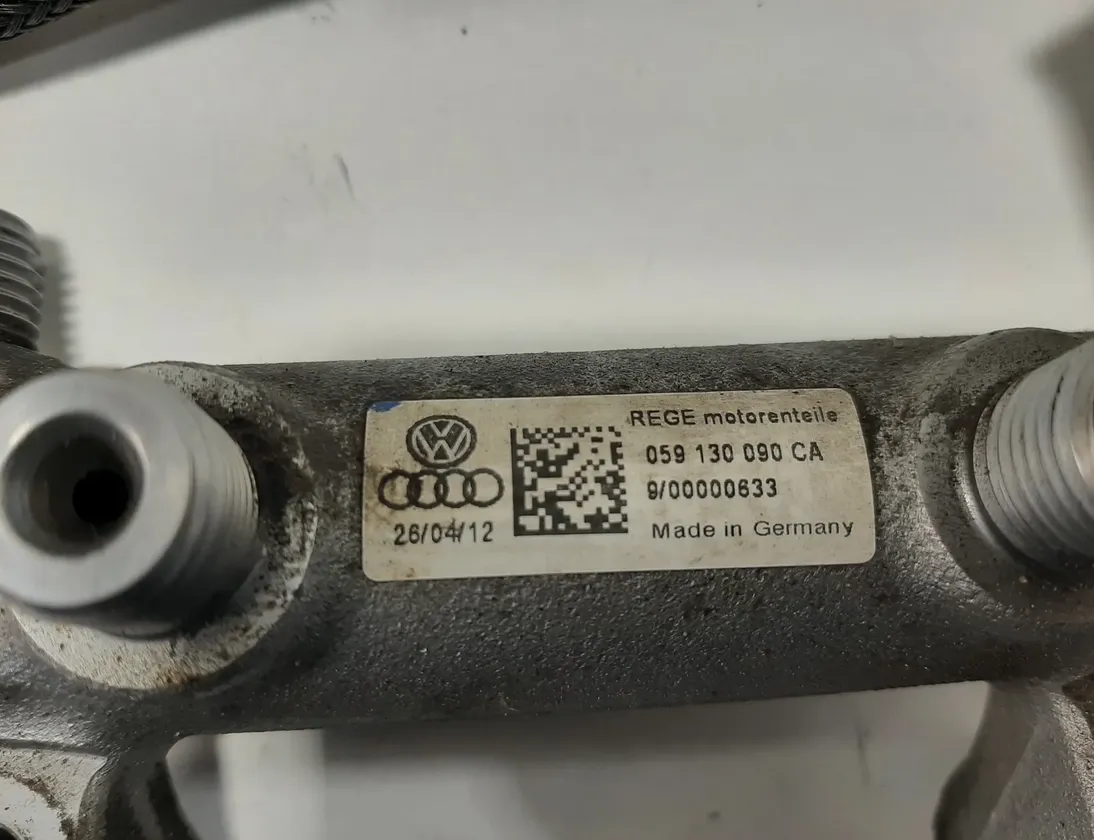 REGE motorenteile
059 130 090 CA
9/00000633
26/04/12
Made in Germany